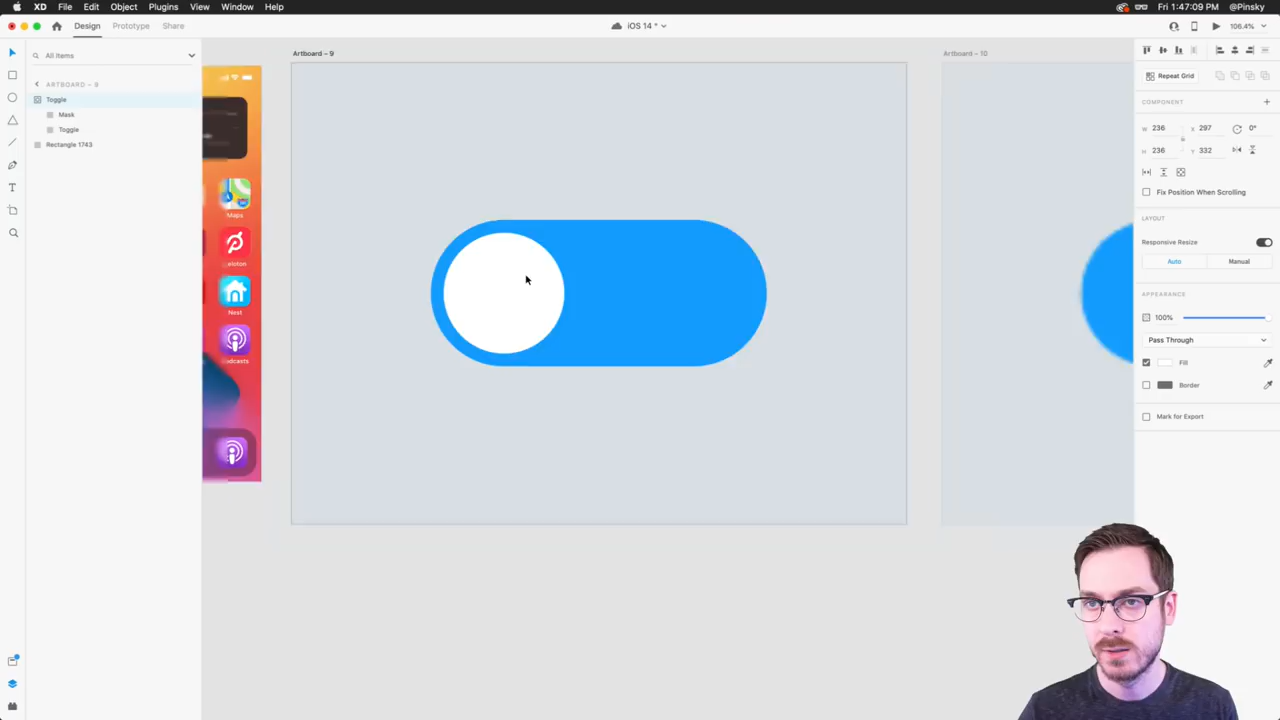 XD File Edit Object Plugins View Window Help
Fri 1:47:09 PM @Pinsky
Design Prototype Share
iOS 14 *
106.4%
All Items
ARTBOARD – 9
Toggle
Mask
Toggle
Rectangle 1743
Artboard – 9
Artboard – 10
Maps
eloton
Nest
odcasts
Repeat Grid
COMPONENT
W 236 X 297 0°
H 236 Y 332
Fix Position When Scrolling
LAYOUT
Responsive Resize
Auto Manual
APPEARANCE
100%
Pass Through
Fill
Border
Mark for Export